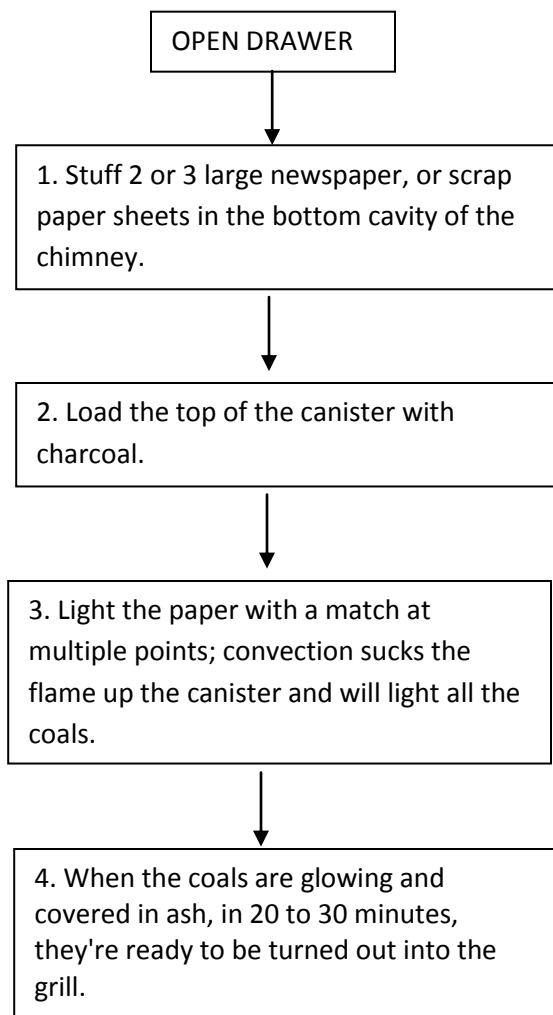 OPEN DRAWER
1. Stuff 2 or 3 large newspaper, or scrap
paper sheets in the bottom cavity of the
chimney.
2. Load the top of the canister with
charcoal.
3. Light the paper with a match at
multiple points; convection sucks the
flame up the canister and will light all the
coals.
4. When the coals are glowing and
covered in ash, in 20 to 30 minutes,
they're ready to be turned out into the
grill.